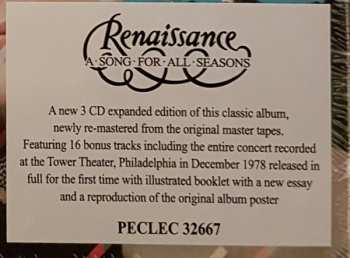 Renaissance
A·SONG·FOR·ALL·SEASONS
A new 3 CD expanded edition of this classic album,
newly re-mastered from the original master tapes.
Featuring 16 bonus tracks including the entire concert recorded
at the Tower Theater, Philadelphia in December 1978 released in
full for the first time with illustrated booklet with a new essay
and a reproduction of the original album poster
PECLEC 32667